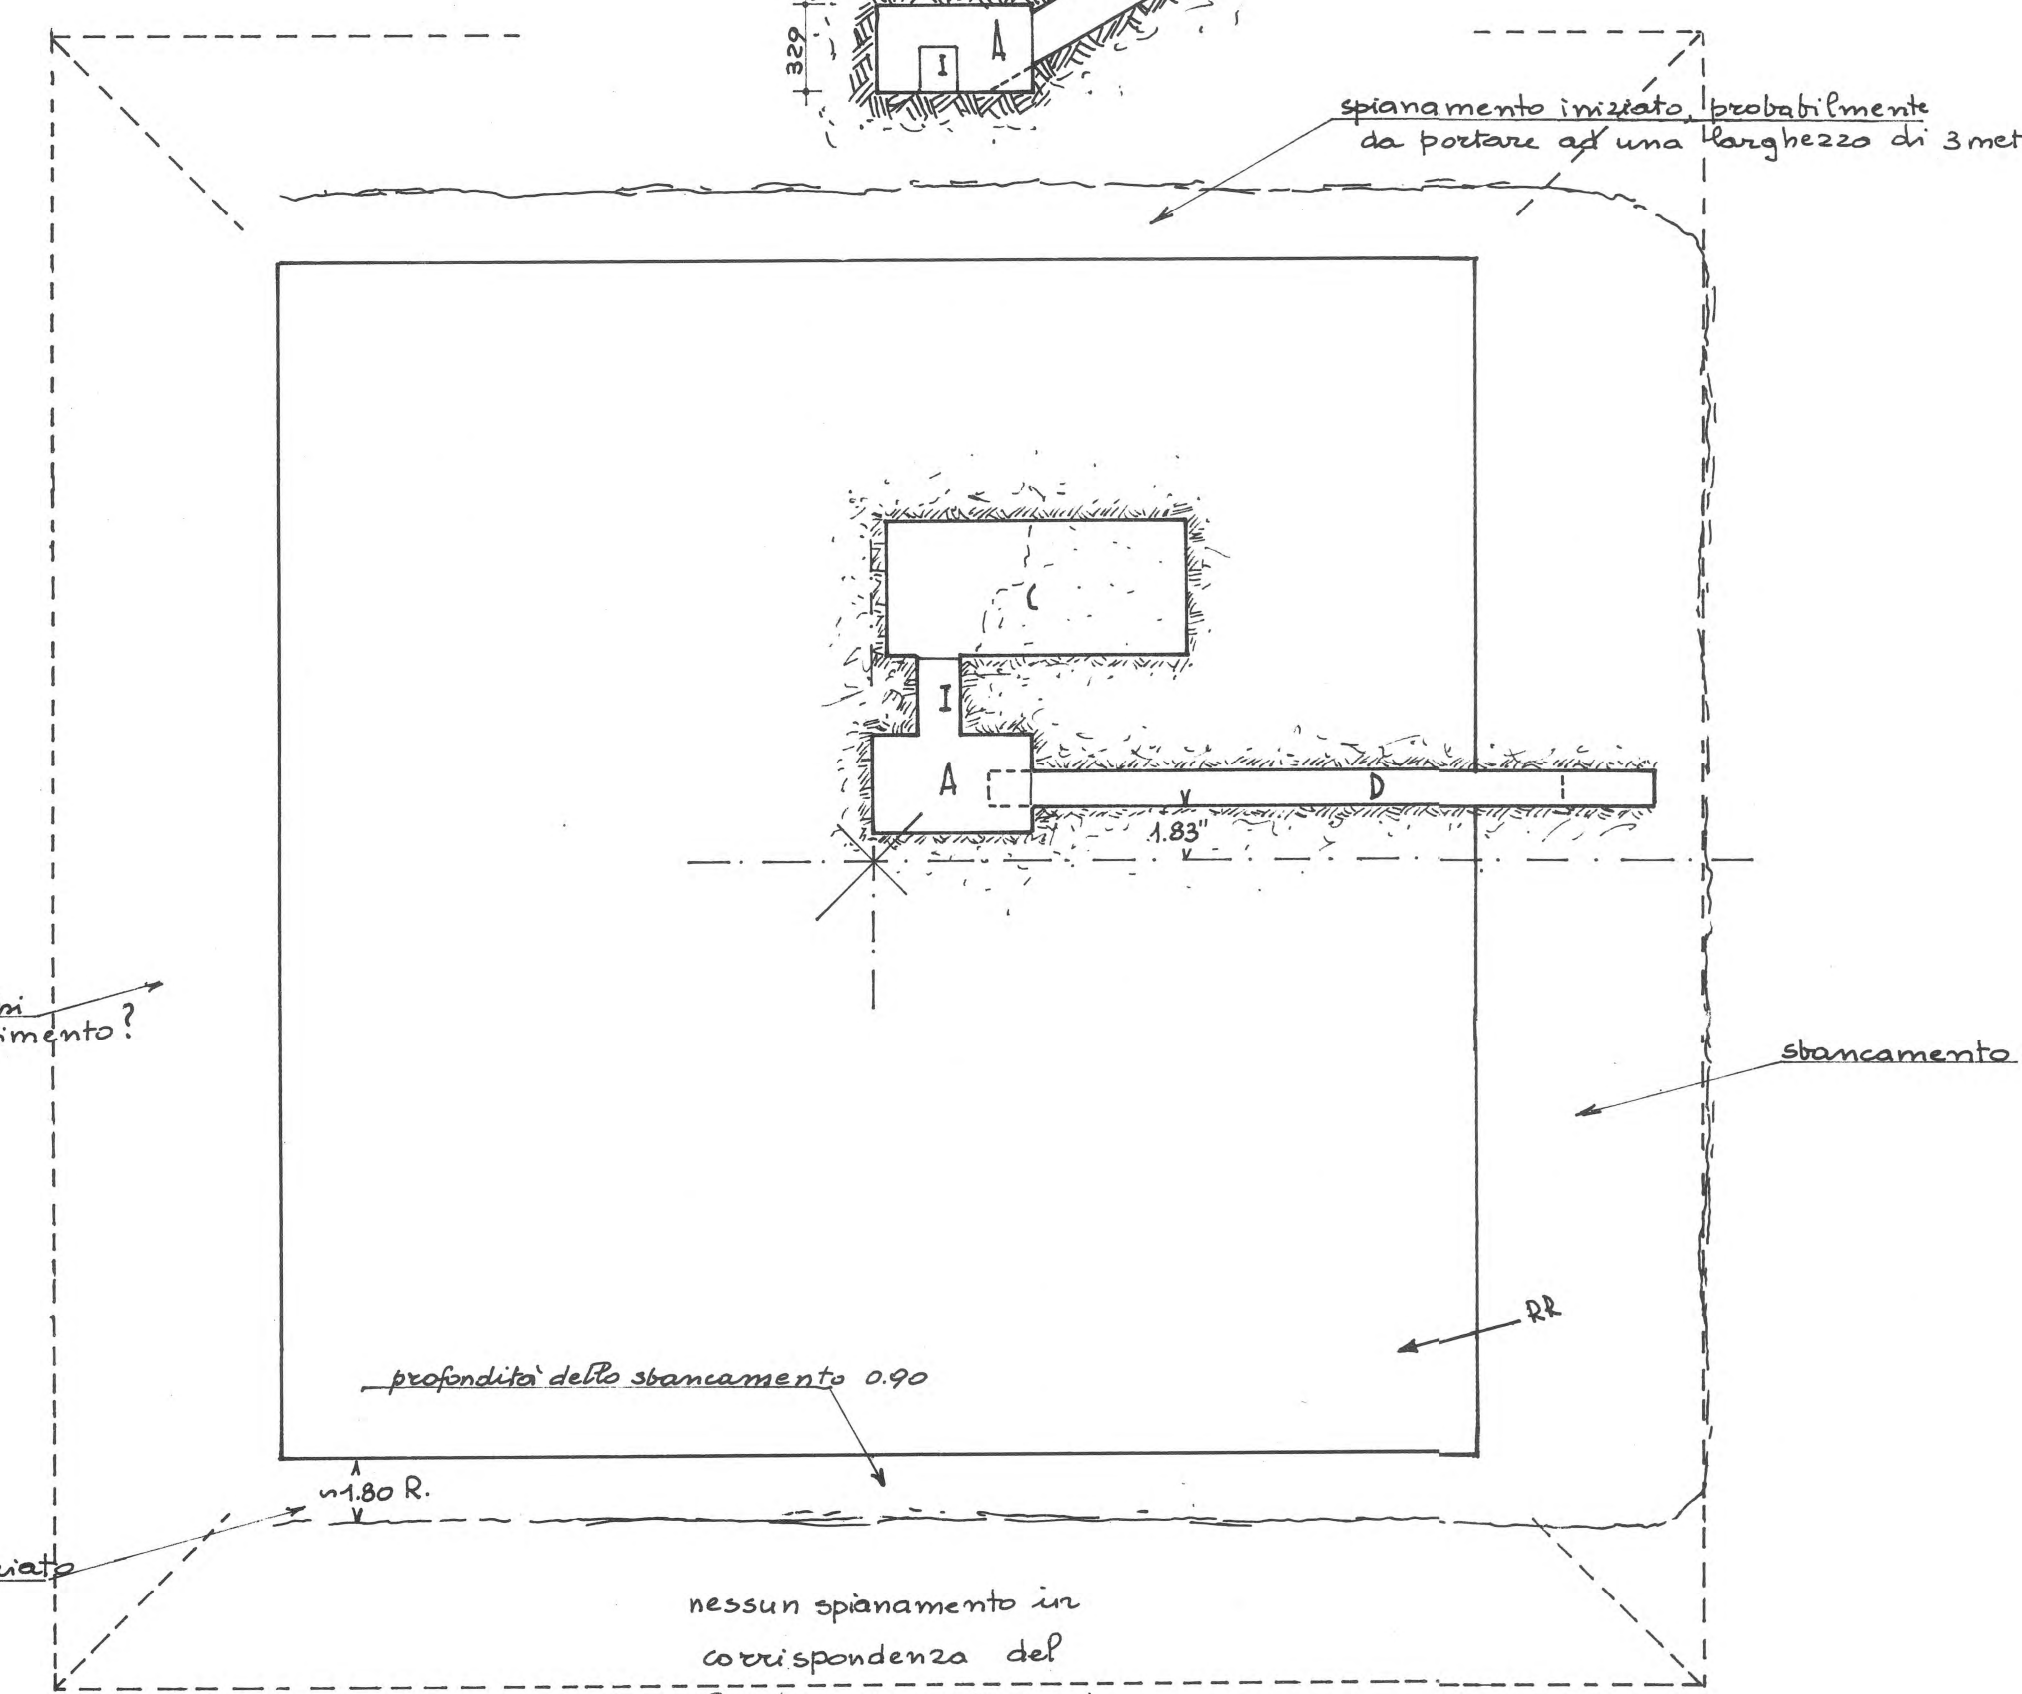 329
A
I
spianamento iniziato, probabilmente
da portare ad una larghezza di 3 met
C
I
A
D
1.83"
si
imento?
sbancamento
RR
profondità dello sbancamento 0.90
~1.80 R.
iato
nessun spianamento in
corrispondenza del